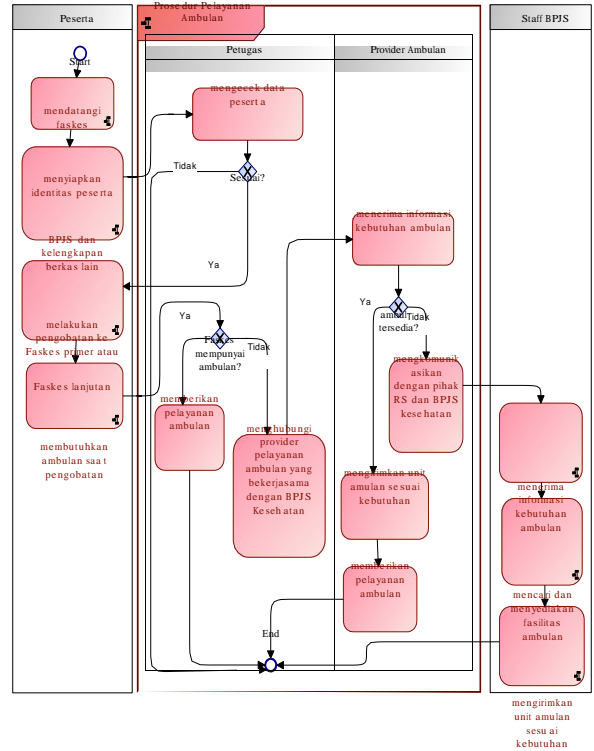 Peserta
Prosedur Pelayanan
Ambulan
Staff BPJS
Petugas
Provider Ambulan
Start
mendatangi
faskes
menyiapkan
identitas peserta
BPJS dan
kelengkapan
berkas lain
melakukan
pengobatan ke
Faskes primer atau
Faskes lanjutan
membutuhkan
ambulan saat
pengobatan
mengecek data
peserta
Tidak
Sesuai?
Ya
Ya
Faskes
mempunyai
ambulan?
Tidak
memberikan
pelayanan
ambulan
menghubungi
provider
pelayanan
ambulan yang
bekerjasama
dengan BPJS
Kesehatan
End
menerima informasi
kebutuhan ambulan
Ya
tersedia?
Tidak
mengkomunik
asikan
dengan pihak
RS dan BPJS
kesehatan
mengirimkan unit
amulan sesuai
kebutuhan
memberikan
pelayanan
ambulan
menerima
informasi
kebutuhan
ambulan
mencari dan
menyediakan
fasilitas
ambulan
mengirimkan
unit amulan
sesuai
kebutuhan